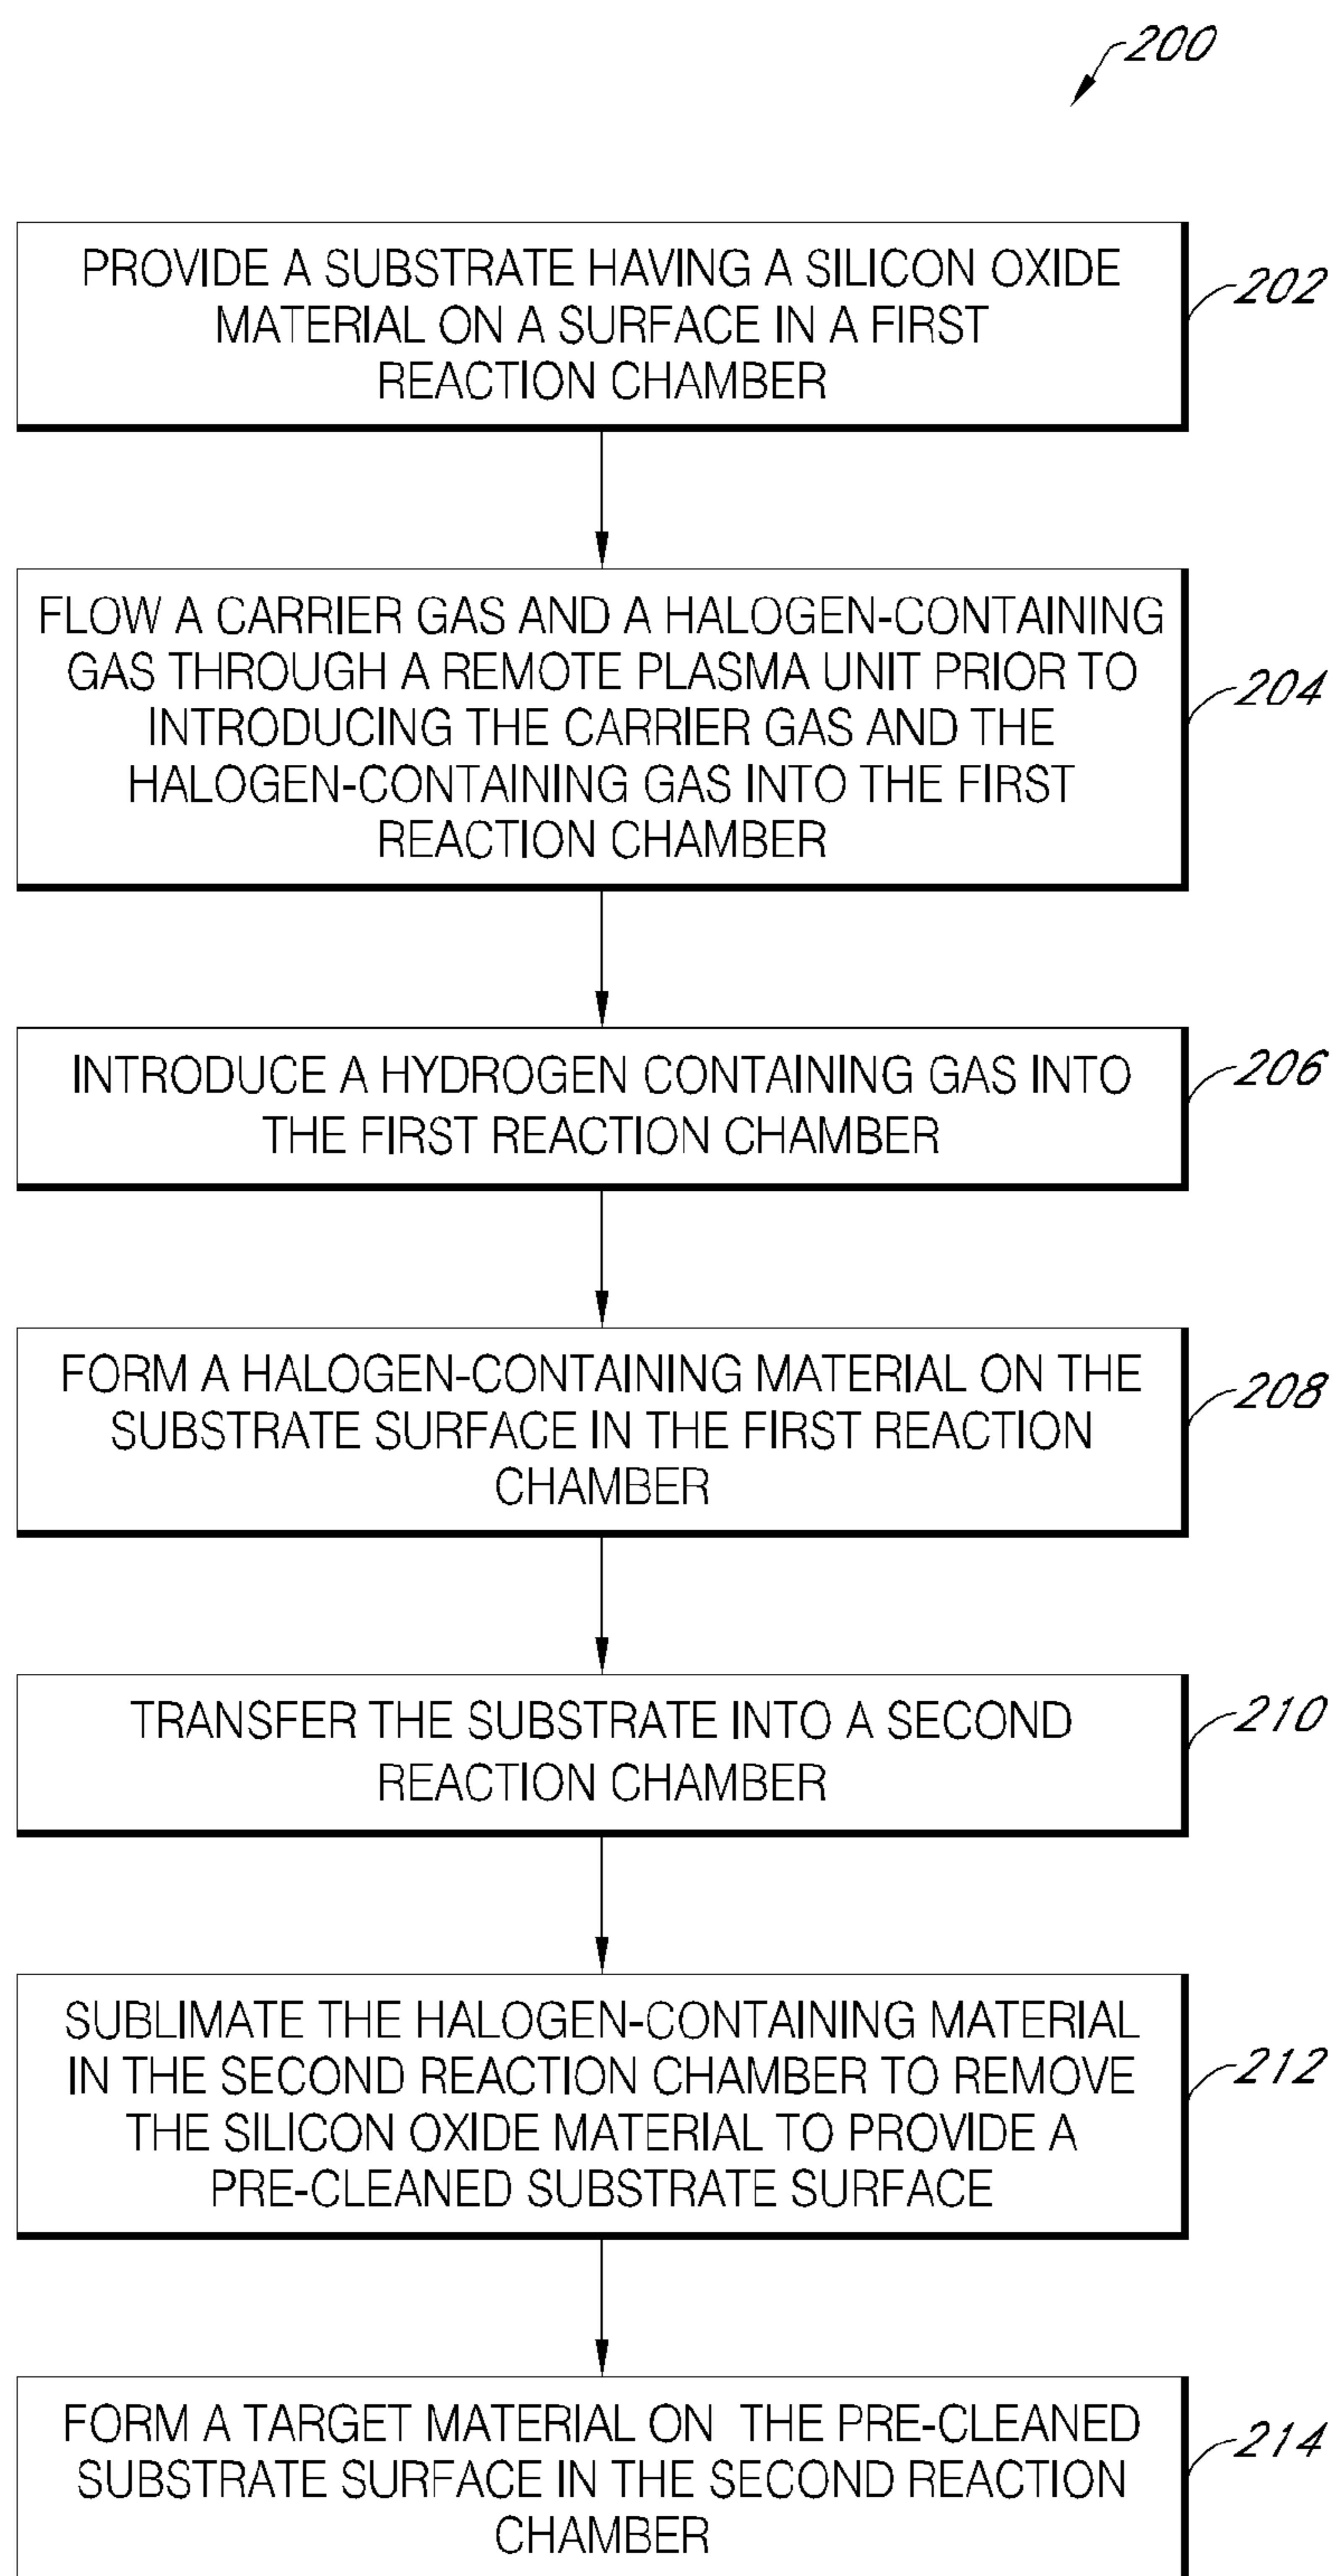 200
PROVIDE A SUBSTRATE HAVING A SILICON OXIDE
MATERIAL ON A SURFACE IN A FIRST
REACTION CHAMBER
202
FLOW A CARRIER GAS AND A HALOGEN-CONTAINING
GAS THROUGH A REMOTE PLASMA UNIT PRIOR TO
INTRODUCING THE CARRIER GAS AND THE
HALOGEN-CONTAINING GAS INTO THE FIRST
REACTION CHAMBER
204
INTRODUCE A HYDROGEN CONTAINING GAS INTO
THE FIRST REACTION CHAMBER
206
FORM A HALOGEN-CONTAINING MATERIAL ON THE
SUBSTRATE SURFACE IN THE FIRST REACTION
CHAMBER
208
TRANSFER THE SUBSTRATE INTO A SECOND
REACTION CHAMBER
210
SUBLIMATE THE HALOGEN-CONTAINING MATERIAL
IN THE SECOND REACTION CHAMBER TO REMOVE
THE SILICON OXIDE MATERIAL TO PROVIDE A
PRE-CLEANED SUBSTRATE SURFACE
212
FORM A TARGET MATERIAL ON THE PRE-CLEANED
SUBSTRATE SURFACE IN THE SECOND REACTION
CHAMBER
214